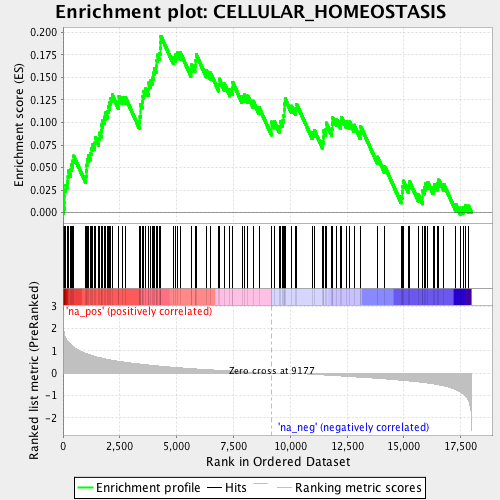 Enrichment plot: CELLULAR_HOMEOSTASIS
Enrichment score (ES)
0.200
0.175
0.150
0.125
0.100
0.075
0.050
0.025
0.000
'na_pos' (positively correlated)
Ranked list metric (PreRanked)
3
2
1
0
-1
-2
Zero cross at 9177
'na_neg' (negatively correlated)
0
2,500
5,000
7,500
10,000
12,500
15,000
17,500
Rank in Ordered Dataset
Enrichment profile
Hits
Ranking metric scores